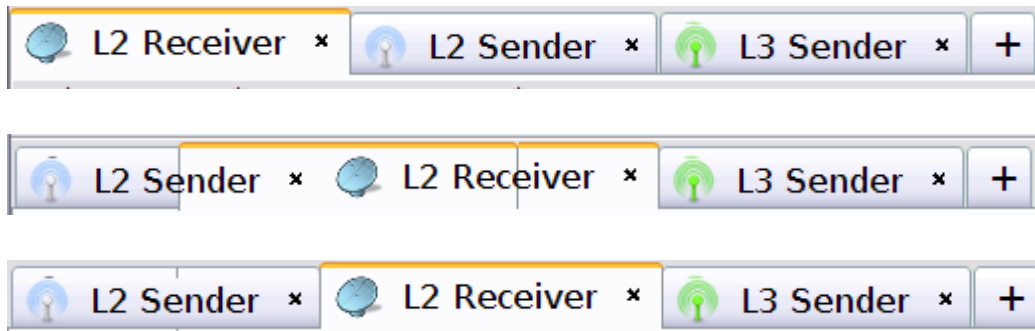 L2 Receiver × L2 Sender × L3 Sender × +
L2 Sender × L2 Receiver × L3 Sender × +
L2 Sender × L2 Receiver × L3 Sender × +